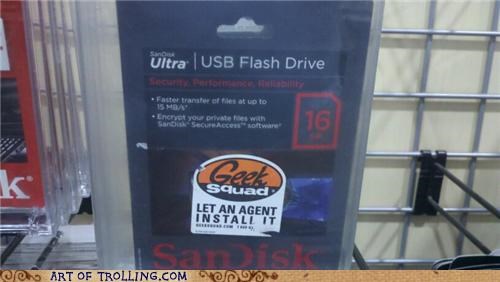 SanDisk
Ultra | USB Flash Drive
Security, Performance, Reliability
• Faster transfer of files at up to
15 MB/s*
• Encrypt your private files with
SanDisk® SecureAccess™ software*
16
GB
Geek
Squad
LET AN AGENT
INSTALL IT
GEEKSQUAD.COM
SanDisk
k
ART OF TROLLING.COM